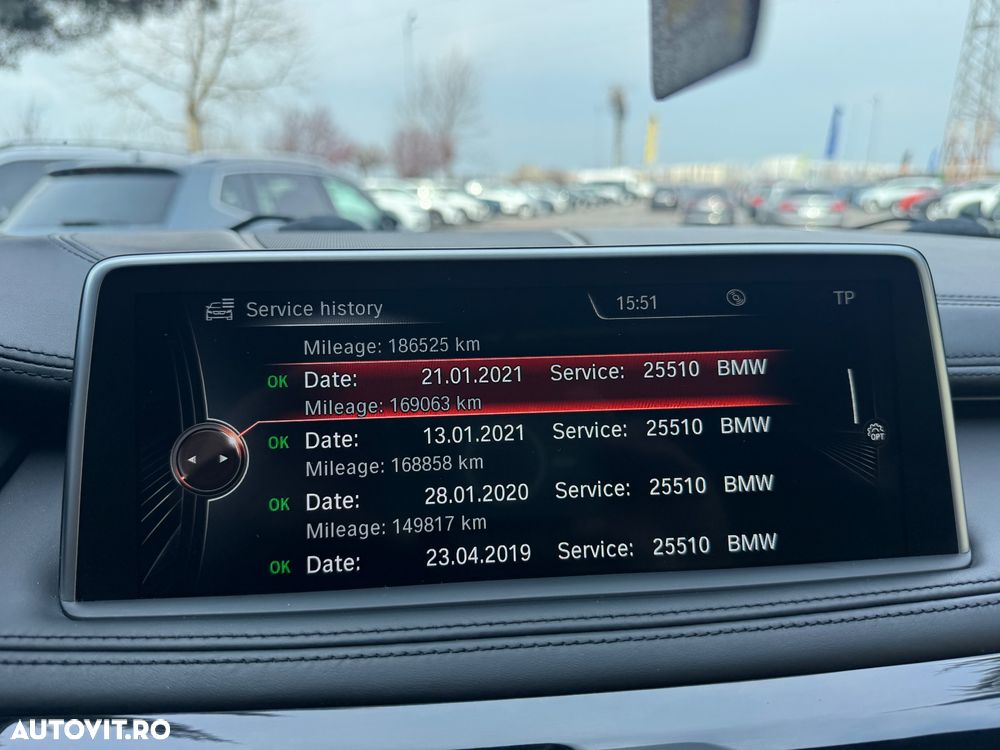 Service history 15:51 TP
Mileage: 186525 km
OK Date: 21.01.2021 Service: 25510 BMW
Mileage: 169063 km
OK Date: 13.01.2021 Service: 25510 BMW
Mileage: 168858 km
OK Date: 28.01.2020 Service: 25510 BMW
Mileage: 149817 km
OK Date: 23.04.2019 Service: 25510 BMW
OPT
AUTOVIT.RO